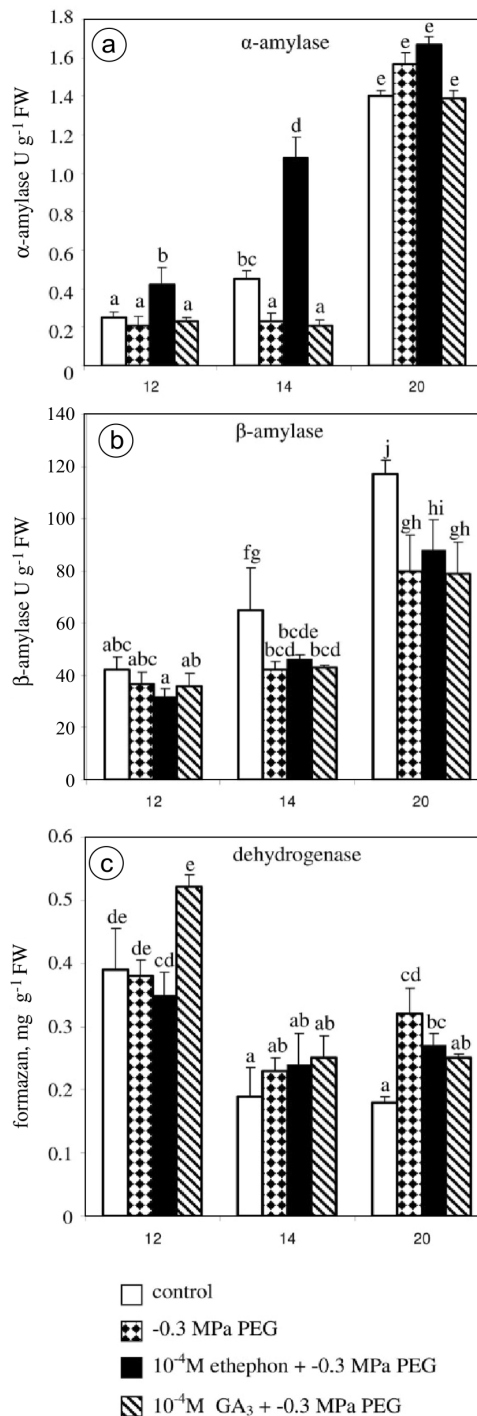 a
α-amylase
α-amylase U g⁻¹ FW
1.8
1.6
1.4
1.2
1.0
0.8
0.6
0.4
0.2
0
a
a
b
a
bc
a
d
a
e
e
e
e
12
14
20
b
β-amylase
β-amylase U g⁻¹ FW
140
120
100
80
60
40
20
0
abc
abc
a
ab
fg
bcd
bcde
bcd
j
gh
hi
gh
12
14
20
c
dehydrogenase
formazan, mg g⁻¹ FW
0.6
0.5
0.4
0.3
0.2
0.1
0
de
de
cd
e
a
ab
ab
ab
a
cd
bc
ab
12
14
20
control
-0.3 MPa PEG
10⁻⁴M ethephon + -0.3 MPa PEG
10⁻⁴M GA₃ + -0.3 MPa PEG